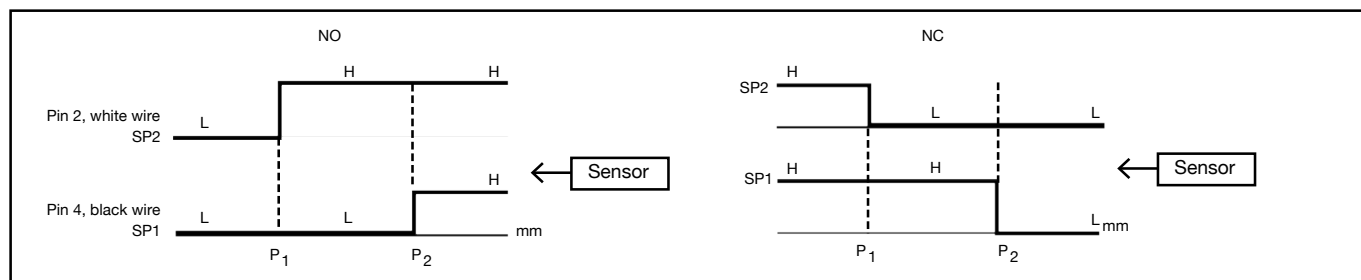 NO
H H
Pin 2, white wire
SP2
L
Sensor
H
Pin 4, black wire
SP1
L L
mm
P1 P2
NC
H
SP2
L L
Sensor
H H
SP1
L mm
P1 P2